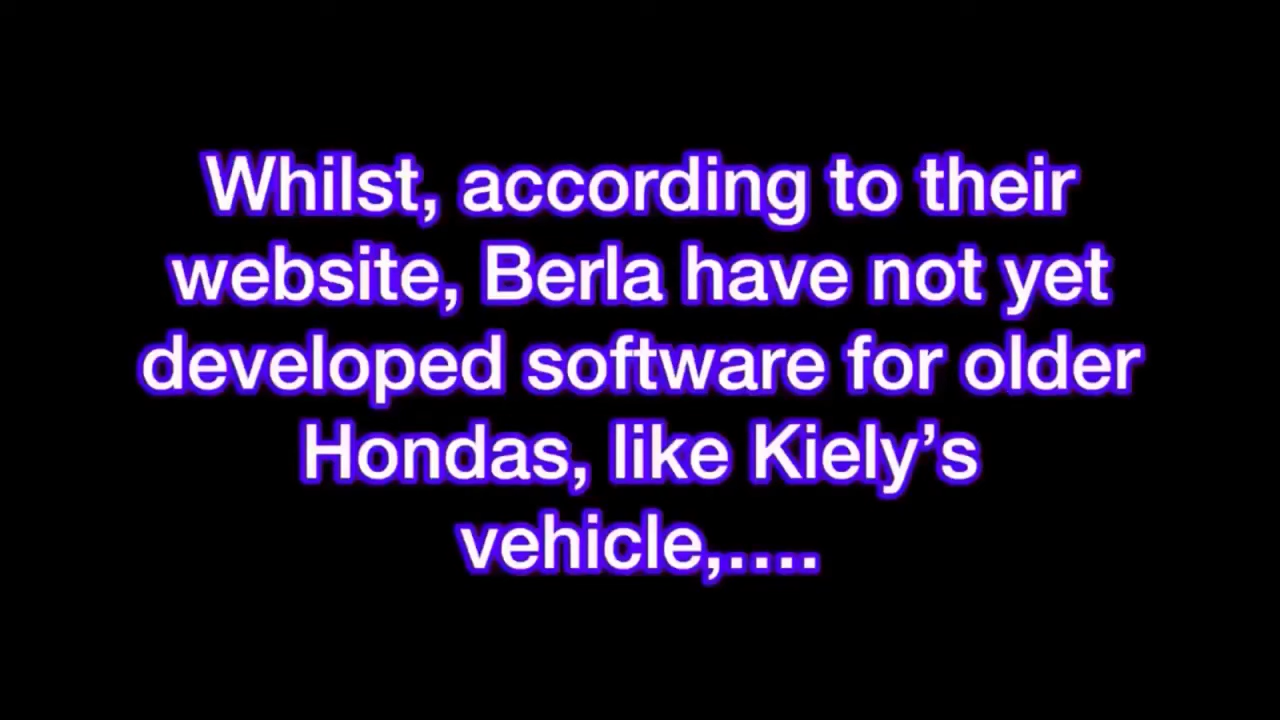 Whilst, according to their
website, Berla have not yet
developed software for older
Hondas, like Kiely’s
vehicle,....